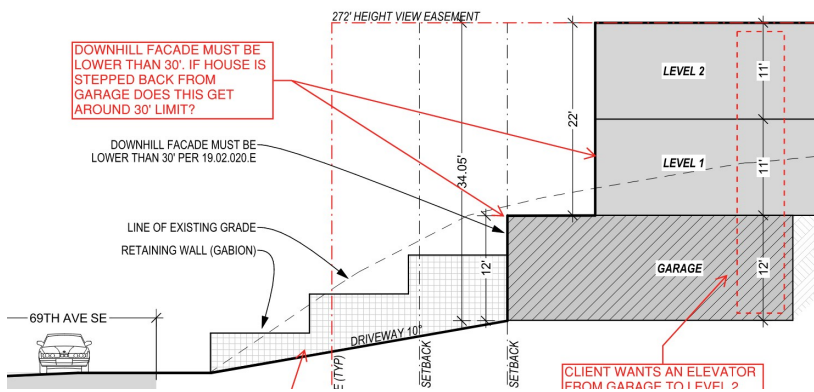 272' HEIGHT VIEW EASEMENT
DOWNHILL FACADE MUST BE
LOWER THAN 30'. IF HOUSE IS
STEPPED BACK FROM
GARAGE DOES THIS GET
AROUND 30' LIMIT?
LEVEL 2
11'
22'
DOWNHILL FACADE MUST BE
LOWER THAN 30' PER 19.02.020.E
34.05'
LEVEL 1
11'
LINE OF EXISTING GRADE
RETAINING WALL (GABION)
12'
GARAGE
12'
69TH AVE SE
DRIVEWAY 10°
(TYP)
SETBACK
SETBACK
CLIENT WANTS AN ELEVATOR
FROM GARAGE TO LEVEL 2